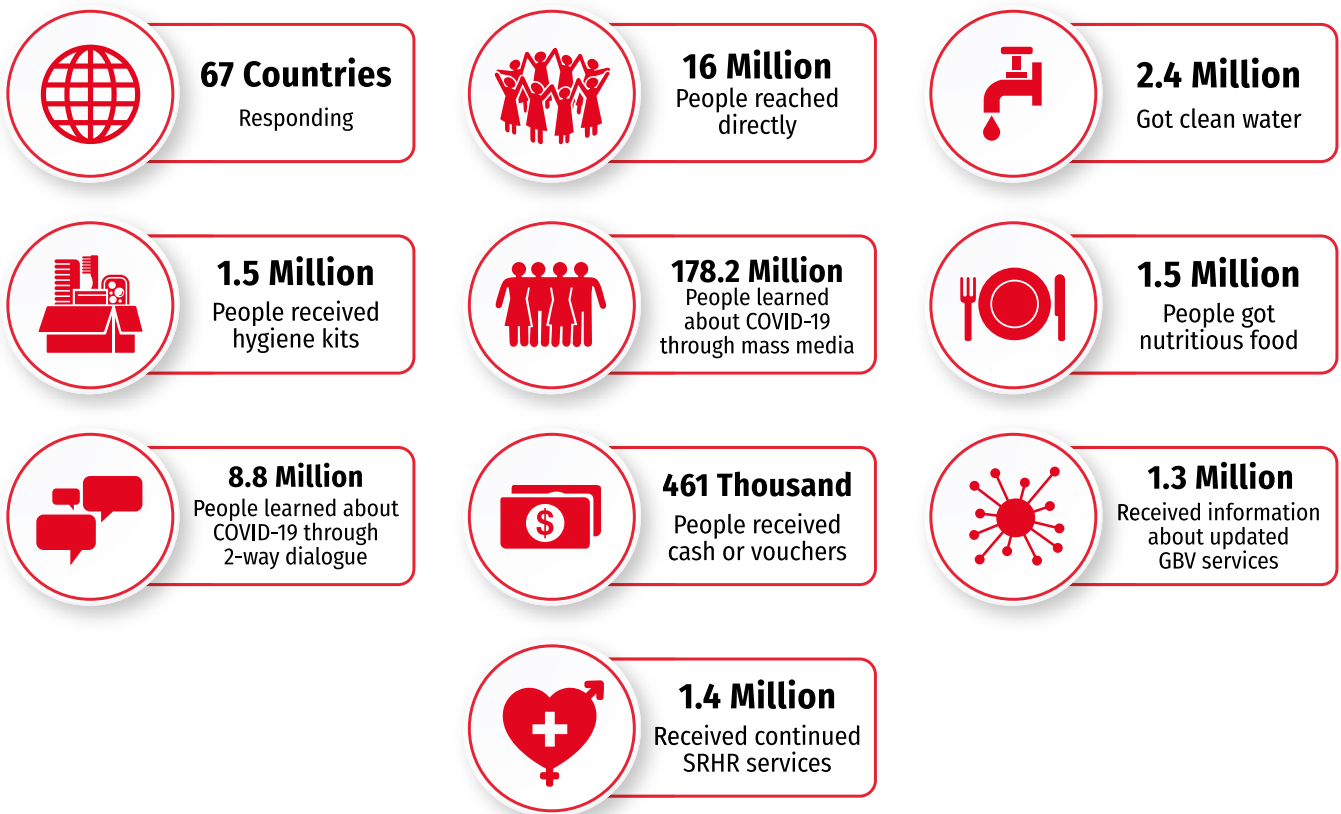 67 Countries
Responding
16 Million
People reached
directly
2.4 Million
Got clean water
1.5 Million
People received
hygiene kits
178.2 Million
People learned
about COVID-19
through mass media
1.5 Million
People got
nutritious food
8.8 Million
People learned about
COVID-19 through
2-way dialogue
$
461 Thousand
People received
cash or vouchers
1.3 Million
Received information
about updated
GBV services
1.4 Million
Received continued
SRHR services